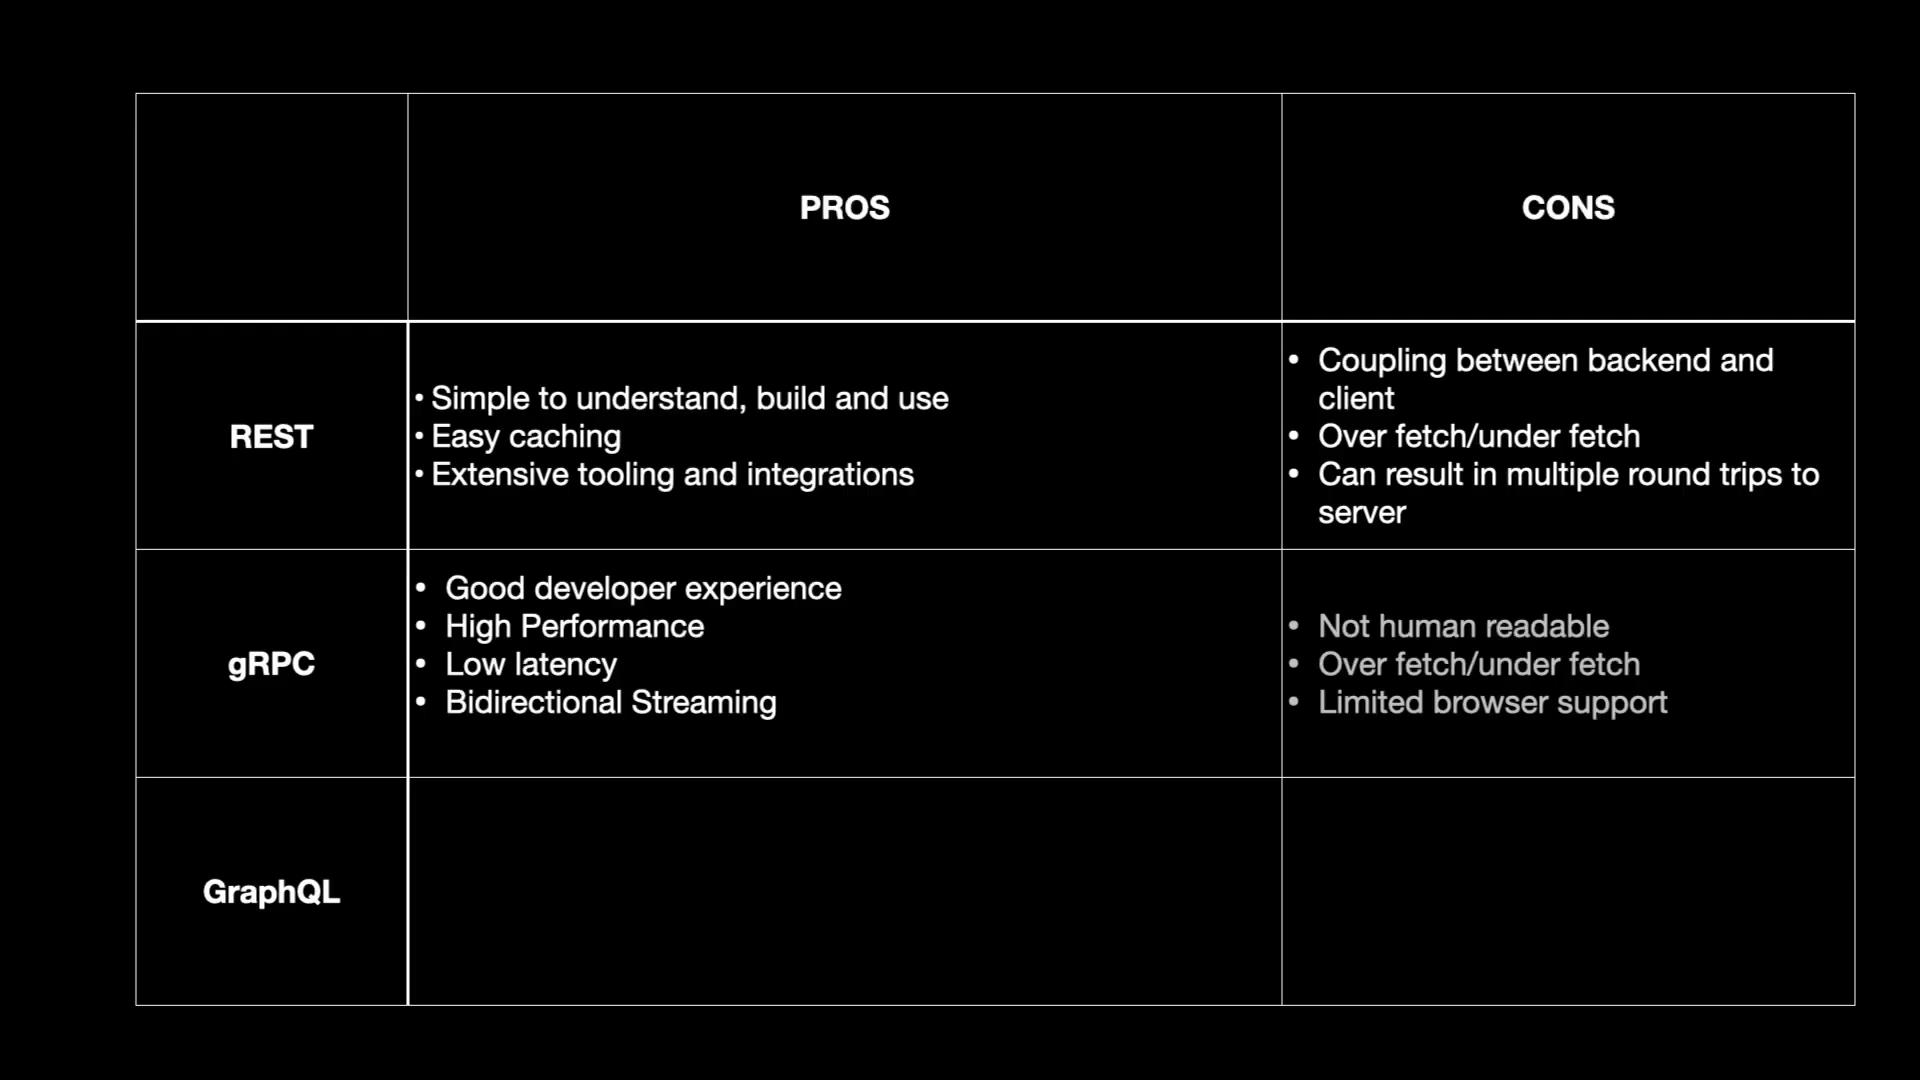 PROS
CONS
REST
• Simple to understand, build and use
• Easy caching
• Extensive tooling and integrations
• Coupling between backend and
client
• Over fetch/under fetch
• Can result in multiple round trips to
server
gRPC
• Good developer experience
• High Performance
• Low latency
• Bidirectional Streaming
• Not human readable
• Over fetch/under fetch
• Limited browser support
GraphQL